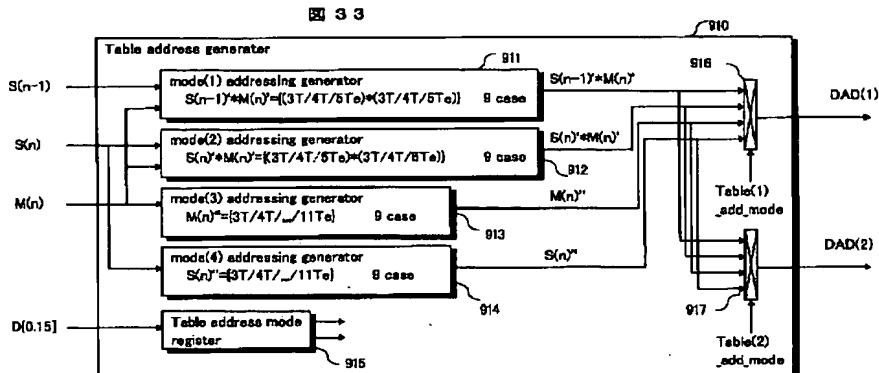 図 33
910
Table address generator
911
916
S(n-1)
mode(1) addressing generator
S(n-1)'*M(n)'={(3T/4T/5Te)*(3T/4T/5Te)} 9 case
S(n-1)'*M(n)'
DAD(1)
S(n)
mode(2) addressing generator
S(n)'*M(n)'={(3T/4T/5Te)*(3T/4T/5Te)} 9 case
S(n)'*M(n)'
912
M(n)
mode(3) addressing generator
M(n)"={3T/4T/.../11Te} 9 case
M(n)"
913
Table(1)
_add_mode
mode(4) addressing generator
S(n)"={3T/4T/.../11Te} 9 case
S(n)"
914
DAD(2)
917
D[0.15]
Table address mode
register
915
Table(2)
_add_mode